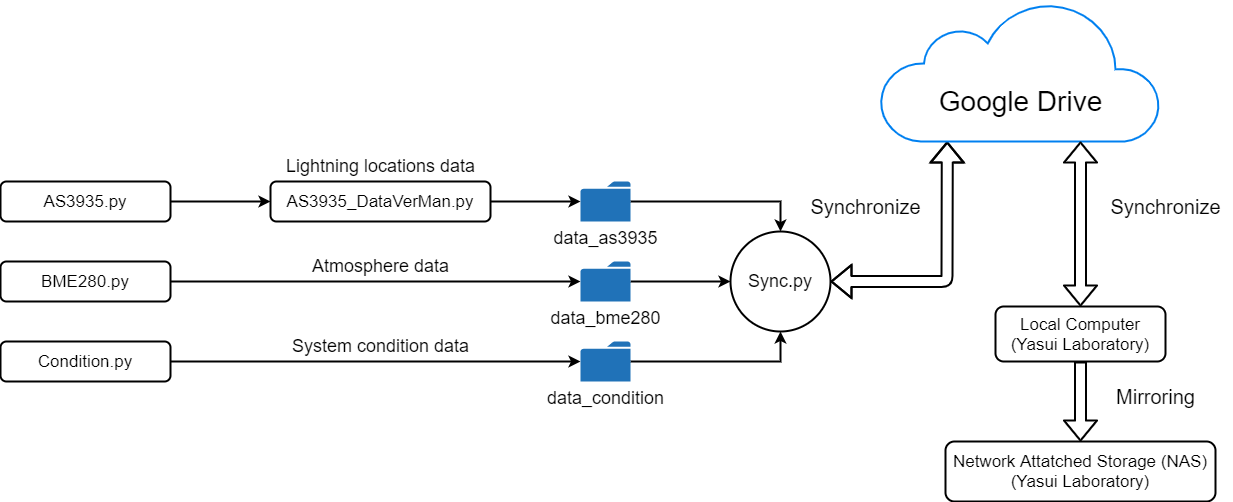 Google Drive
Lightning locations data
AS3935.py
AS3935_DataVerMan.py
data_as3935
Synchronize
Synchronize
Atmosphere data
BME280.py
data_bme280
Sync.py
System condition data
Condition.py
data_condition
Local Computer
(Yasui Laboratory)
Mirroring
Network Attatched Storage (NAS)
(Yasui Laboratory)